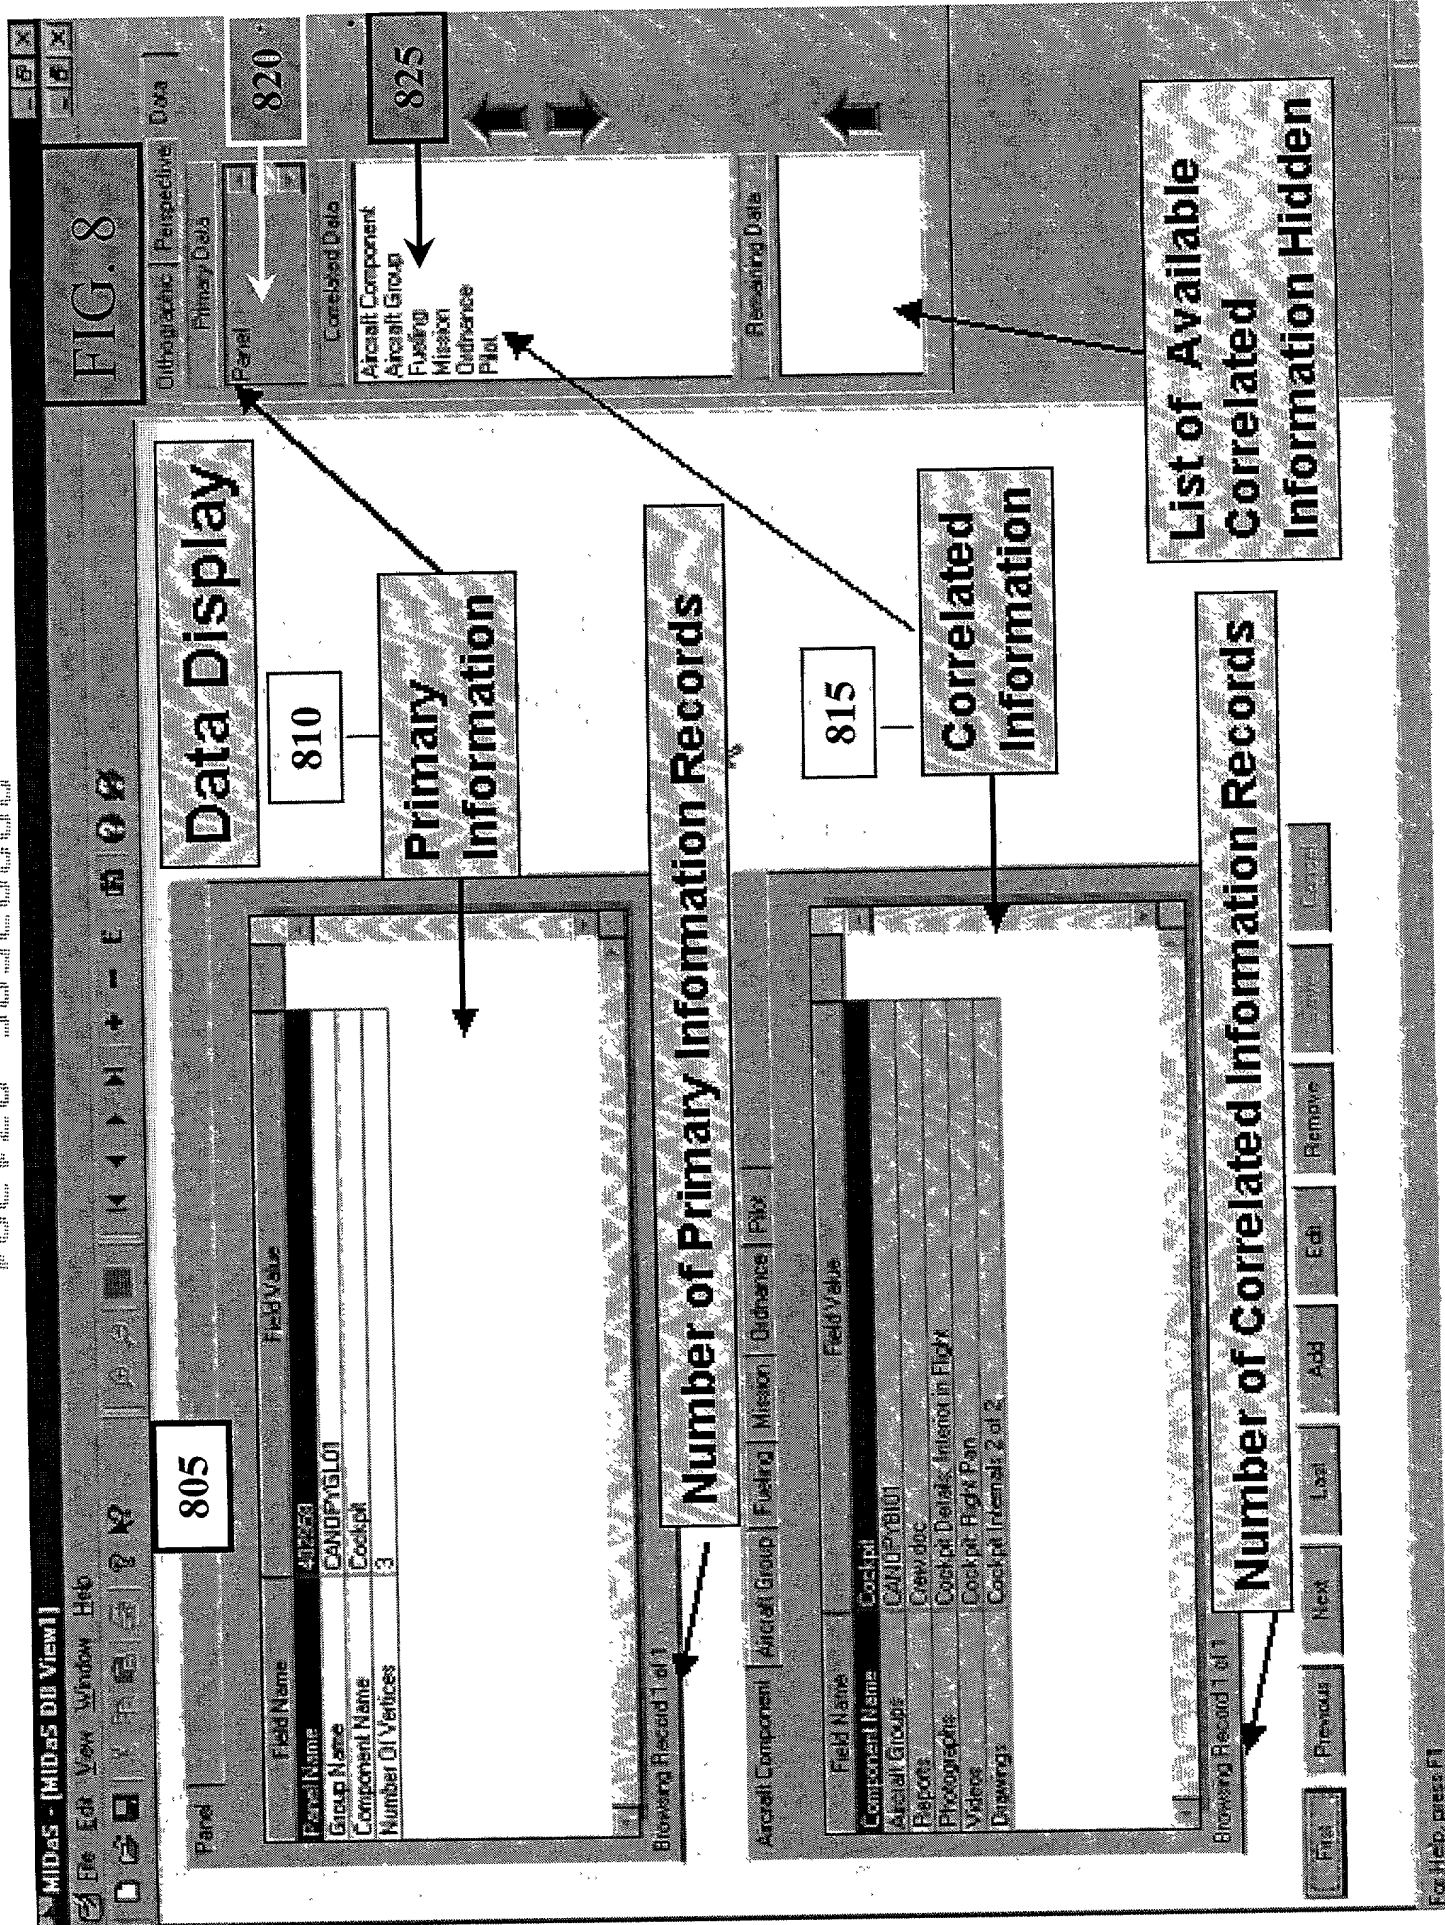 MIDaS - [MIDaS DB View1]
File Edit View Window Help
E
FIG. 8
Orthographic Perspective Data
Primary Data
Panel
820
Correlated Data
825
Aircraft Component
Aircraft Group
Fueling
Mission
Ordnance
Pilot
Remaining Data
List of Available
Correlated
Information Hidden
Data Display
805
Panel
Field Name Field Value
Panel Name
Group Name CANOPYGL01
Component Name Cockpit
Number Of Vertices 3
Browsing Record 1 of 1
810
Primary
Information
Number of Primary Information Records
Aircraft Component Aircraft Group Fueling Mission Ordnance Pilot
Field Name Field Value
Component Name Cockpit
Aircraft Groups CANOPYBI01
Reports Crew.doc
Photographs Cockpit Details, Interior in Flight
Videos Cockpit Right Pan
Drawings Cockpit Internals 2 of 2
Browsing Record 1 of 1
815
Correlated
Information
Number of Correlated Information Records
First Previous Next Last Add Edit Remove
For Help, press F1